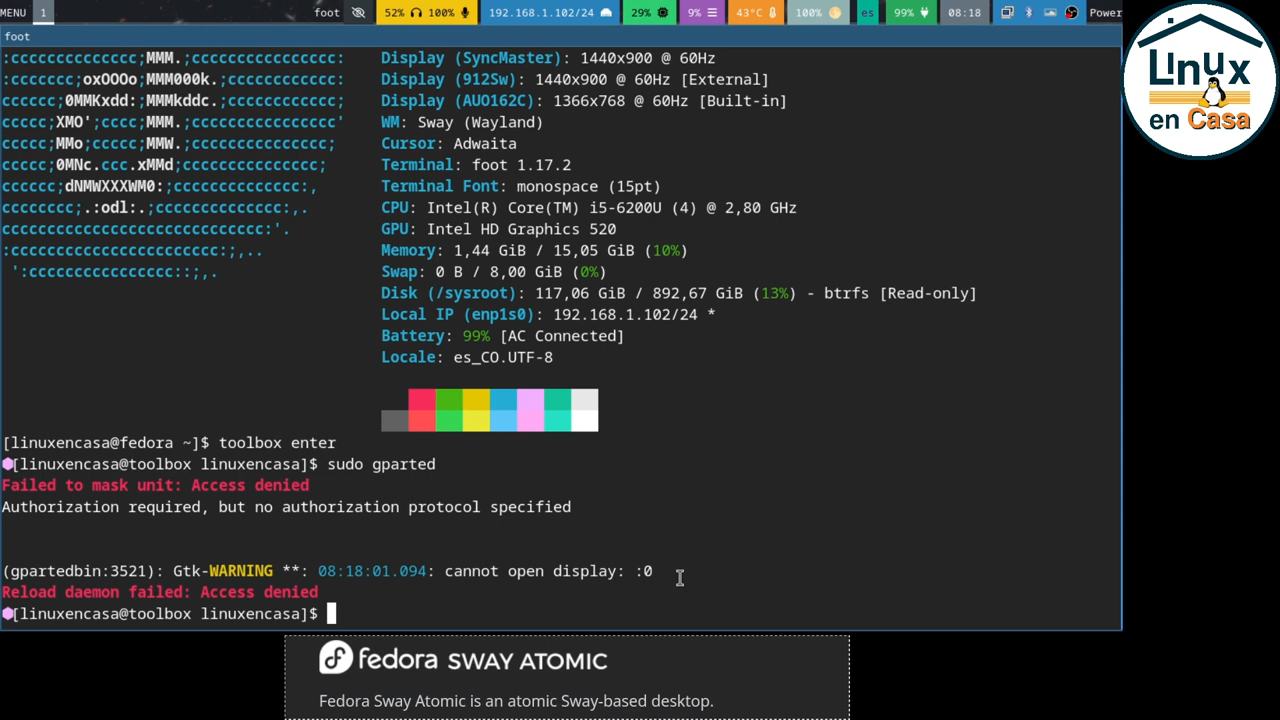 MENU 1 foot 52% 100% 192.168.1.102/24 29% 9% 43°C 100% es 99% 08:18 Power
foot
:cccccccccccccc;MMM.;cccccccccccccccc: Display (SyncMaster): 1440x900 @ 60Hz
:ccccccc;oxOOOo;MMM000k.;cccccccccccc: Display (912Sw): 1440x900 @ 60Hz [External]
cccccc;0MMKxdd:;MMMkddc.;cccccccccccc; Display (AUO162C): 1366x768 @ 60Hz [Built-in]
ccccc;XMO';cccc;MMM.;cccccccccccccccc' WM: Sway (Wayland)
ccccc;MMo;ccccc;MMW.;ccccccccccccccc; Cursor: Adwaita
ccccc;0MNc.ccc.xMMd;ccccccccccccccc; Terminal: foot 1.17.2
cccccc;dNMWXXXWM0:;cccccccccccccc:, Terminal Font: monospace (15pt)
cccccccc;.:odl:.;cccccccccccccc:,. CPU: Intel(R) Core(TM) i5-6200U (4) @ 2,80 GHz
ccccccccccccccccccccccccccccc:'. GPU: Intel HD Graphics 520
:ccccccccccccccccccccccc:;,.. Memory: 1,44 GiB / 15,05 GiB (10%)
':cccccccccccccccc::;,. Swap: 0 B / 8,00 GiB (0%)
Disk (/sysroot): 117,06 GiB / 892,67 GiB (13%) - btrfs [Read-only]
Local IP (enp1s0): 192.168.1.102/24 *
Battery: 99% [AC Connected]
Locale: es_CO.UTF-8
[linuxencasa@fedora ~]$ toolbox enter
[linuxencasa@toolbox linuxencasa]$ sudo gparted
Failed to mask unit: Access denied
Authorization required, but no authorization protocol specified
(gpartedbin:3521): Gtk-WARNING **: 08:18:01.094: cannot open display: :0
Reload daemon failed: Access denied
[linuxencasa@toolbox linuxencasa]$
Linux
en Casa
fedora SWAY ATOMIC
Fedora Sway Atomic is an atomic Sway-based desktop.